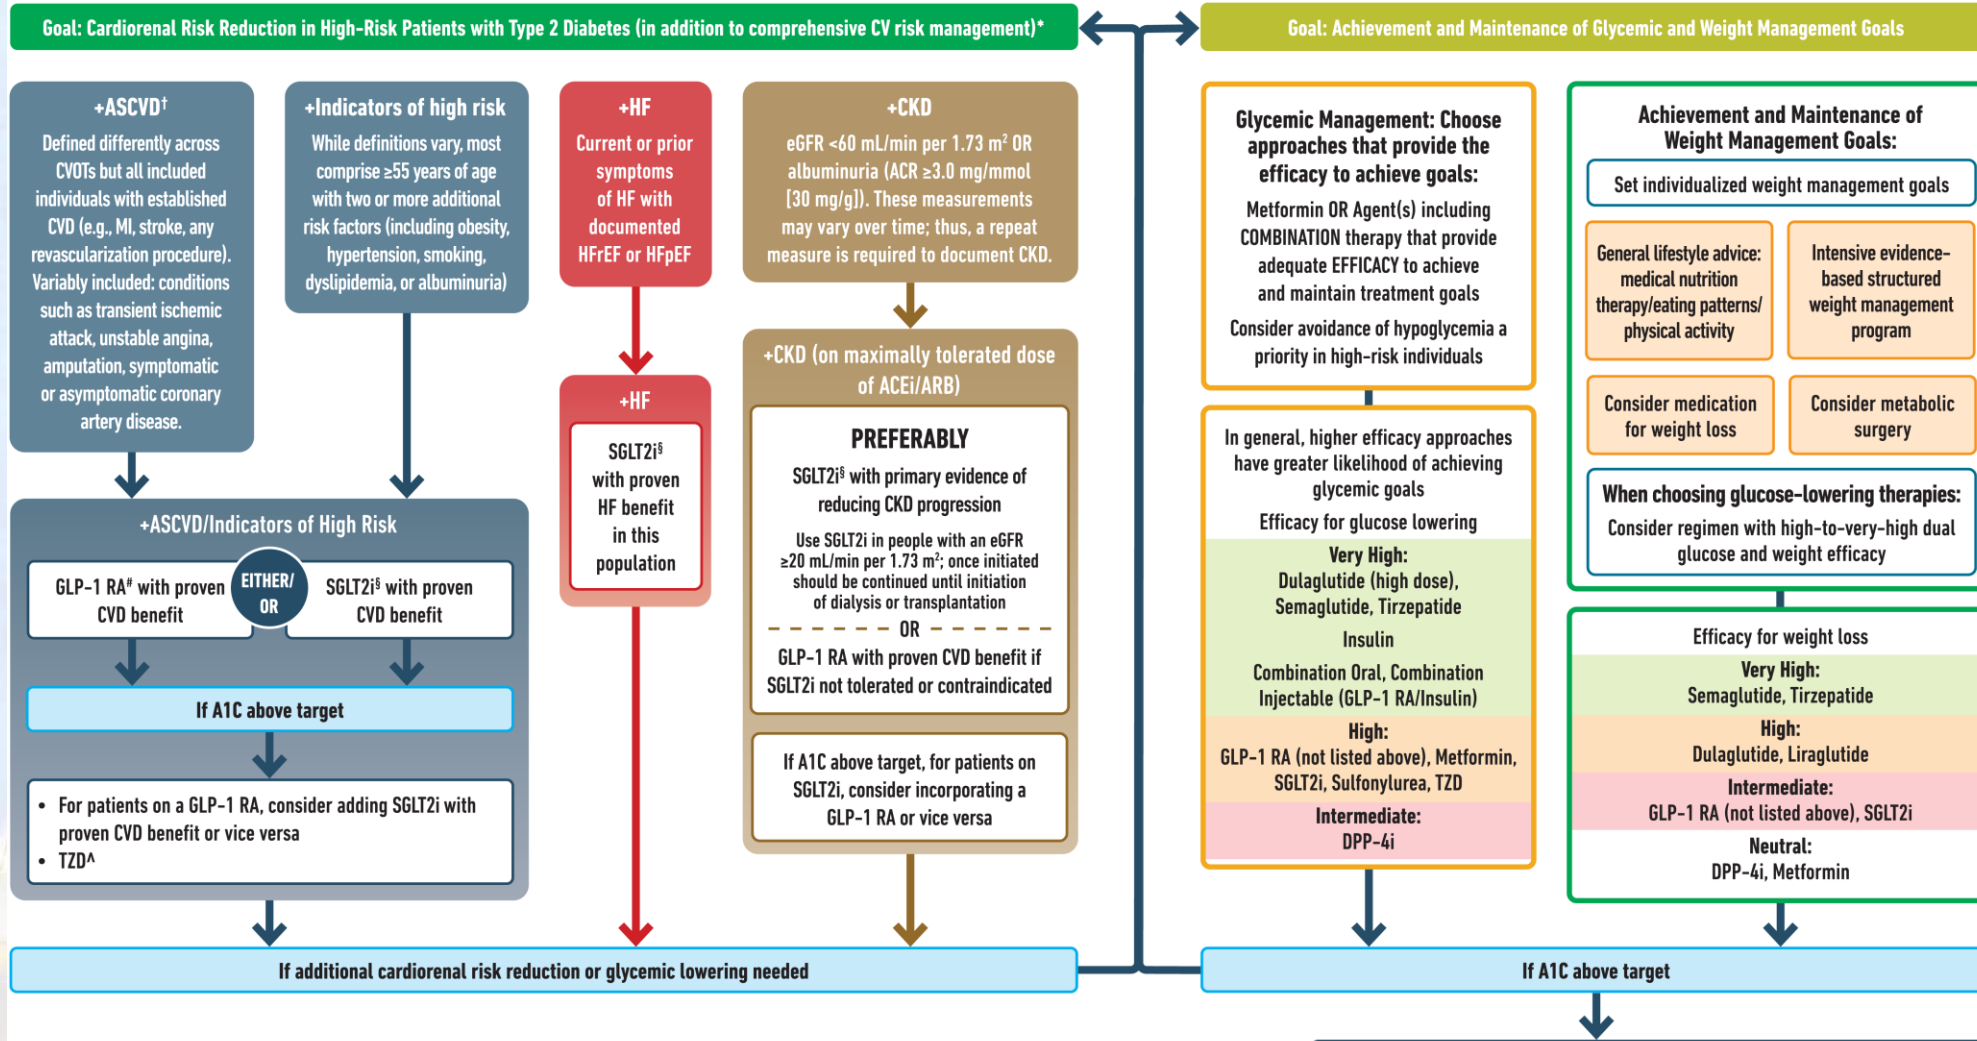 Goal: Cardiorenal Risk Reduction in High-Risk Patients with Type 2 Diabetes (in addition to comprehensive CV risk management)*
+ASCVD†
Defined differently across
CVOTs but all included
individuals with established
CVD (e.g., MI, stroke, any
revascularization procedure).
Variably included: conditions
such as transient ischemic
attack, unstable angina,
amputation, symptomatic
or asymptomatic coronary
artery disease.
+Indicators of high risk
While definitions vary, most
comprise ≥55 years of age
with two or more additional
risk factors (including obesity,
hypertension, smoking,
dyslipidemia, or albuminuria)
+ASCVD/Indicators of High Risk
GLP-1 RA# with proven
CVD benefit
EITHER/
OR
SGLT2i§ with proven
CVD benefit
If A1C above target
• For patients on a GLP-1 RA, consider adding SGLT2i with
proven CVD benefit or vice versa
• TZD^
+HF
Current or prior
symptoms
of HF with
documented
HFrEF or HFpEF
+HF
SGLT2i§
with proven
HF benefit
in this
population
+CKD
eGFR <60 mL/min per 1.73 m² OR
albuminuria (ACR ≥3.0 mg/mmol
[30 mg/g]). These measurements
may vary over time; thus, a repeat
measure is required to document CKD.
+CKD (on maximally tolerated dose
of ACEi/ARB)
PREFERABLY
SGLT2i§ with primary evidence of
reducing CKD progression
Use SGLT2i in people with an eGFR
≥20 mL/min per 1.73 m²; once initiated
should be continued until initiation
of dialysis or transplantation
OR
GLP-1 RA with proven CVD benefit if
SGLT2i not tolerated or contraindicated
If A1C above target, for patients on
SGLT2i, consider incorporating a
GLP-1 RA or vice versa
If additional cardiorenal risk reduction or glycemic lowering needed
Goal: Achievement and Maintenance of Glycemic and Weight Management Goals
Glycemic Management: Choose
approaches that provide the
efficacy to achieve goals:
Metformin OR Agent(s) including
COMBINATION therapy that provide
adequate EFFICACY to achieve
and maintain treatment goals
Consider avoidance of hypoglycemia a
priority in high-risk individuals
In general, higher efficacy approaches
have greater likelihood of achieving
glycemic goals
Efficacy for glucose lowering
Very High:
Dulaglutide (high dose),
Semaglutide, Tirzepatide
Insulin
Combination Oral, Combination
Injectable (GLP-1 RA/Insulin)
High:
GLP-1 RA (not listed above), Metformin,
SGLT2i, Sulfonylurea, TZD
Intermediate:
DPP-4i
Achievement and Maintenance of
Weight Management Goals:
Set individualized weight management goals
General lifestyle advice:
medical nutrition
therapy/eating patterns/
physical activity
Intensive evidence-
based structured
weight management
program
Consider medication
for weight loss
Consider metabolic
surgery
When choosing glucose-lowering therapies:
Consider regimen with high-to-very-high dual
glucose and weight efficacy
Efficacy for weight loss
Very High:
Semaglutide, Tirzepatide
High:
Dulaglutide, Liraglutide
Intermediate:
GLP-1 RA (not listed above), SGLT2i
Neutral:
DPP-4i, Metformin
If A1C above target